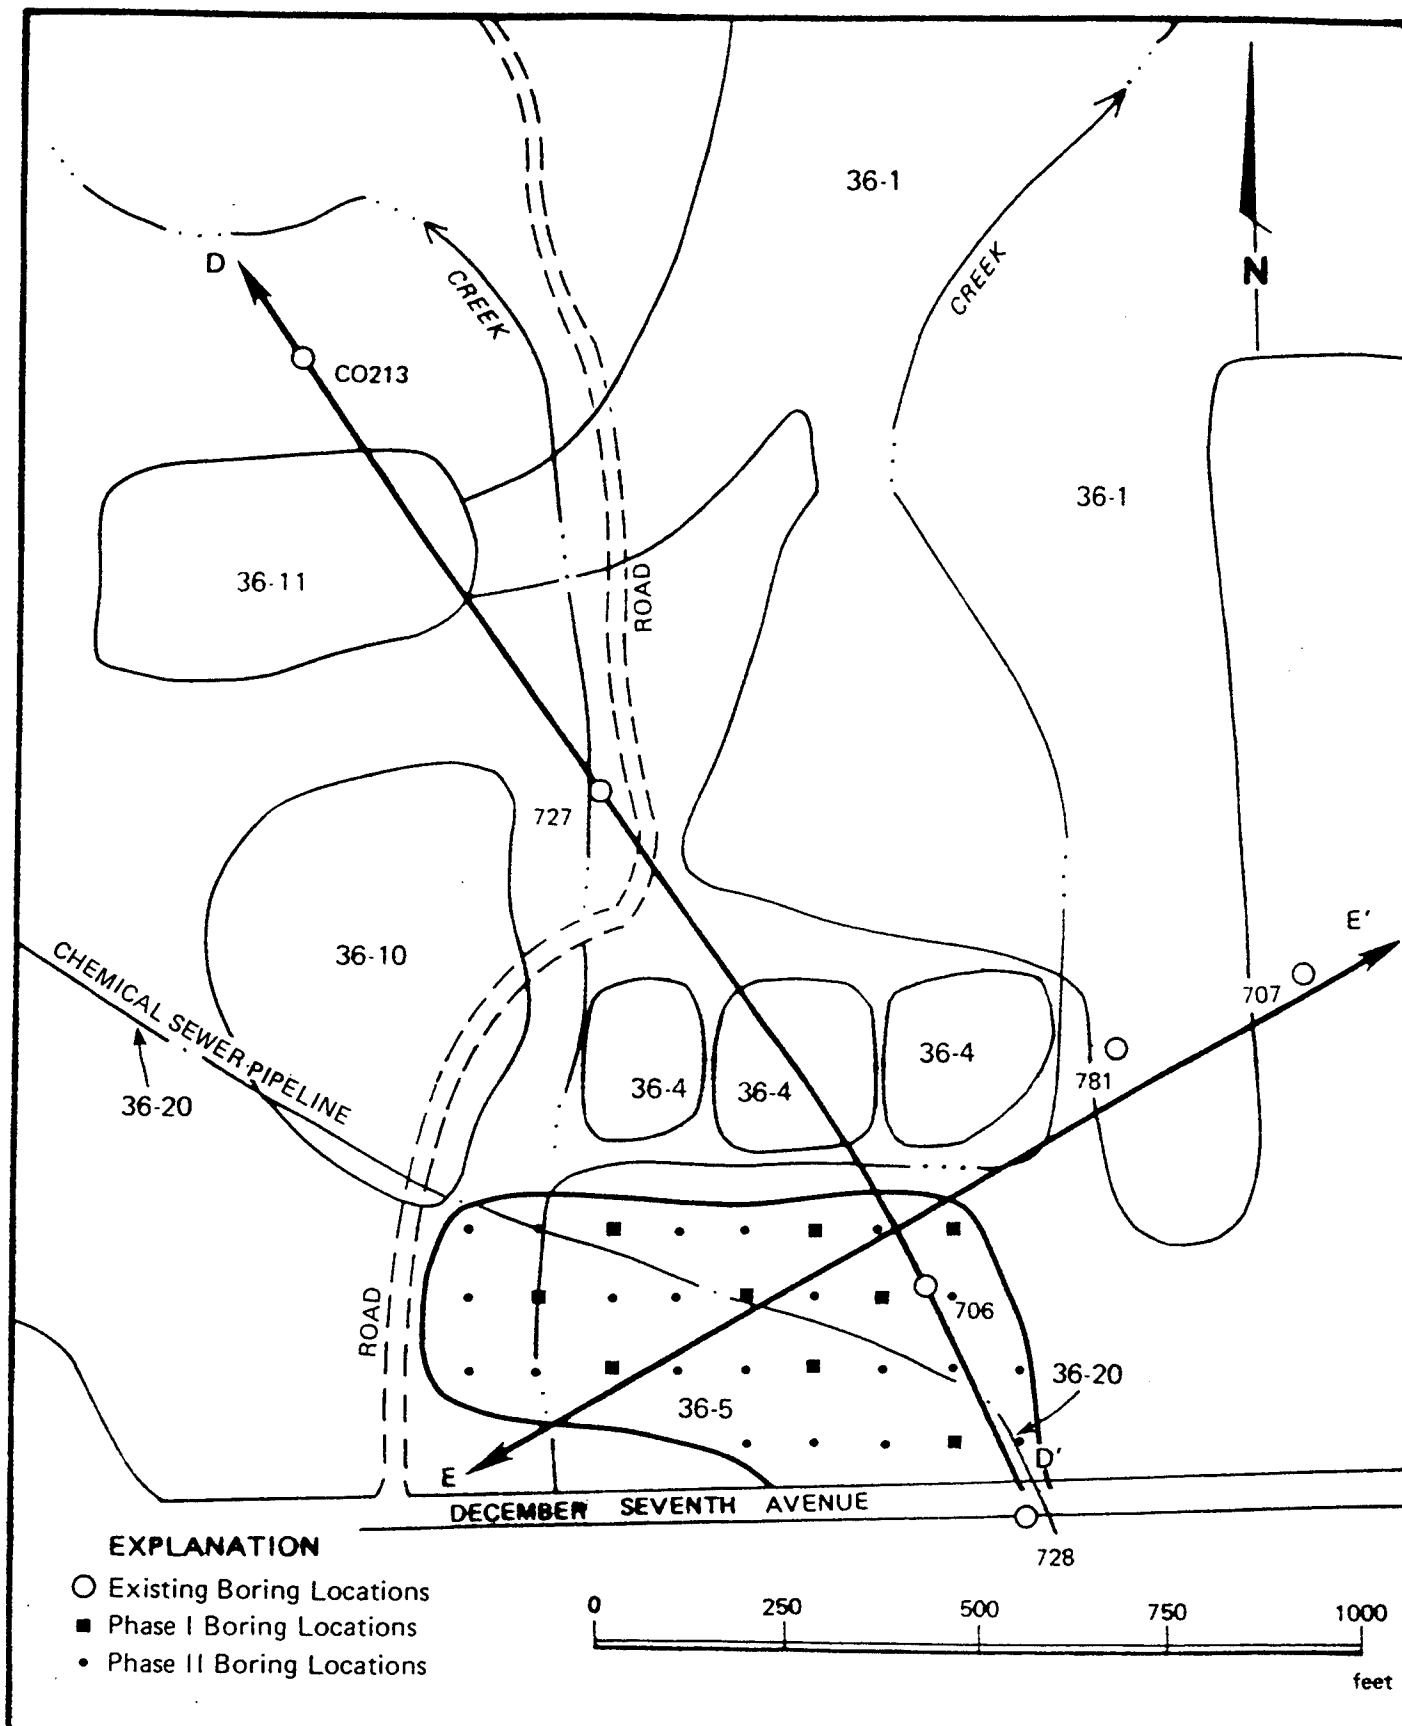 36-1
N
CREEK
CREEK
D
CO213
36-1
36-11
ROAD
727
E'
36-10
CHEMICAL SEWER PIPELINE
707
36-4
36-4
36-4
781
36-20
706
ROAD
36-20
36-5
D'
E
DECEMBER SEVENTH AVENUE
728
EXPLANATION
Existing Boring Locations
Phase I Boring Locations
Phase II Boring Locations
0 250 500 750 1000
feet